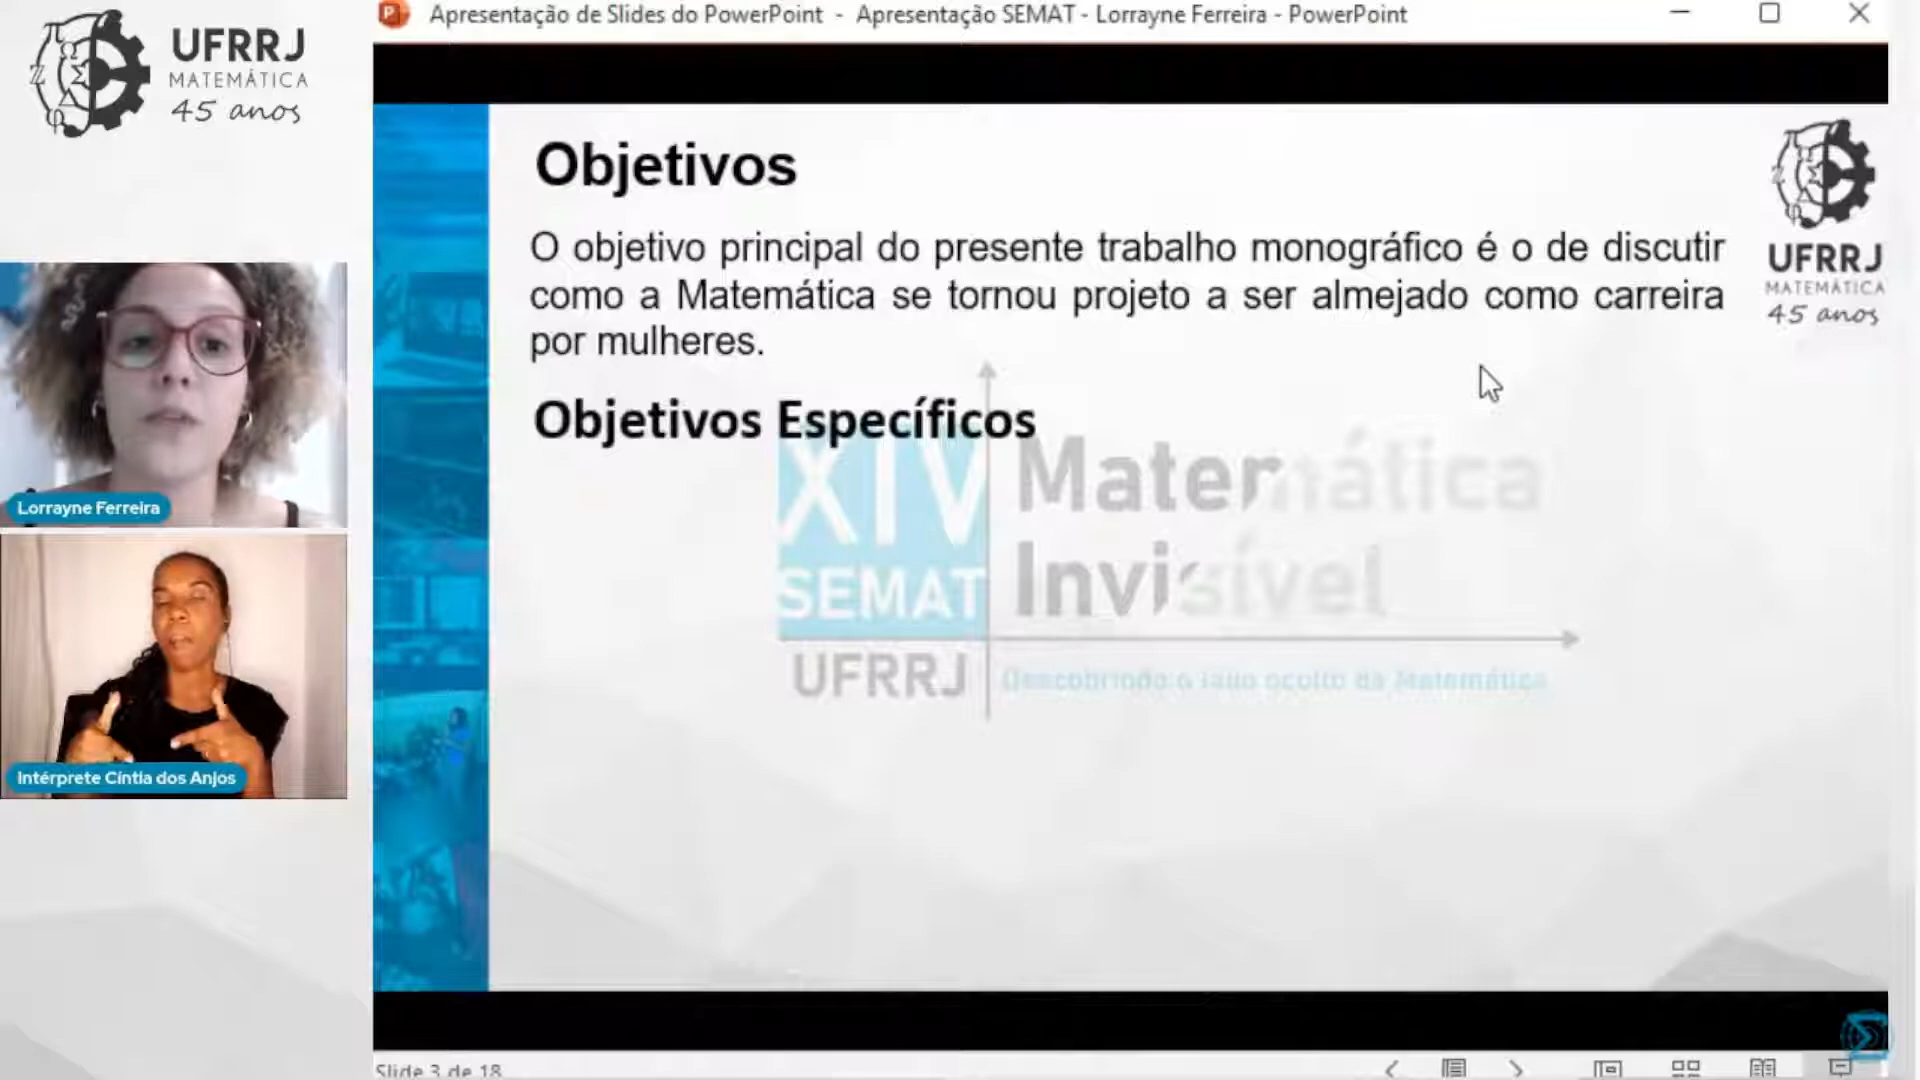 Apresentação de Slides do PowerPoint - Apresentação SEMAT - Lorrayne Ferreira - PowerPoint
UFRRJ
MATEMÁTICA
45 anos
Objetivos
O objetivo principal do presente trabalho monográfico é o de discutir
como a Matemática se tornou projeto a ser almejado como carreira
por mulheres.
UFRRJ
MATEMÁTICA
45 anos
Objetivos Específicos
XIV
SEMAT
UFRRJ
Matemática
Invisível
Descobrindo o lado oculto da Matemática
Lorrayne Ferreira
Intérprete Cíntia dos Anjos
Slide 3 de 18